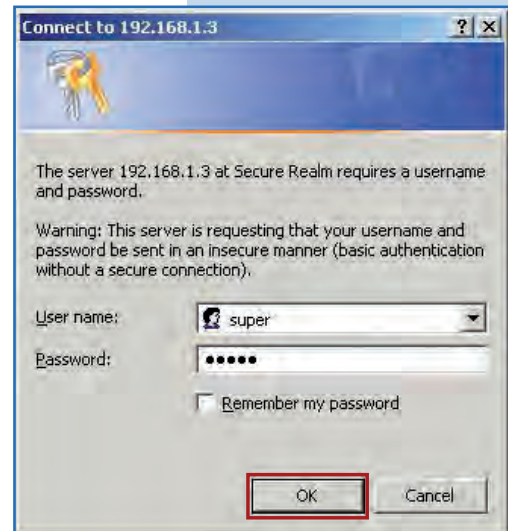 Connect to 192.168.1.3
The server 192.168.1.3 at Secure Realm requires a username
and password.
Warning: This server is requesting that your username and
password be sent in an insecure manner (basic authentication
without a secure connection).
User name:
super
Password:
•••••
Remember my password
OK
Cancel